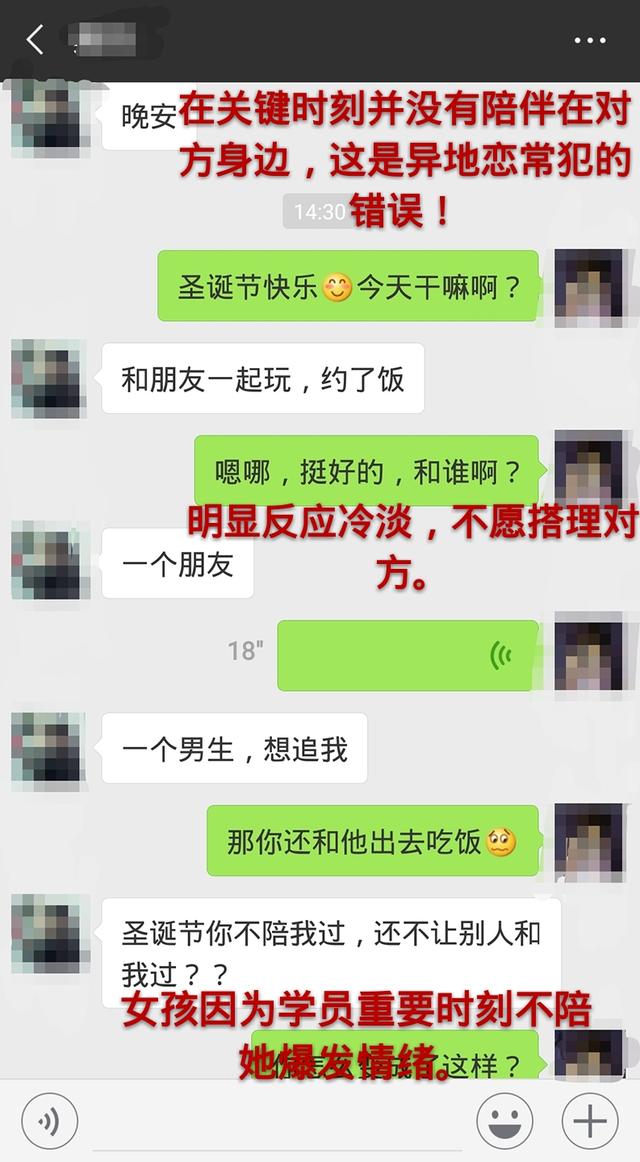 晚安
在关键时刻并没有陪伴在对
方身边，这是异地恋常犯的
错误！
14:30
圣诞节快乐😊今天干嘛啊？
和朋友一起玩，约了饭
嗯哪，挺好的，和谁啊？
明显反应冷淡，不愿搭理对
方。
一个朋友
18"
一个男生，想追我
那你还和他出去吃饭
圣诞节你不陪我过，还不让别人和
我过？？
女孩因为学员重要时刻不陪
她爆发情绪。
这样？